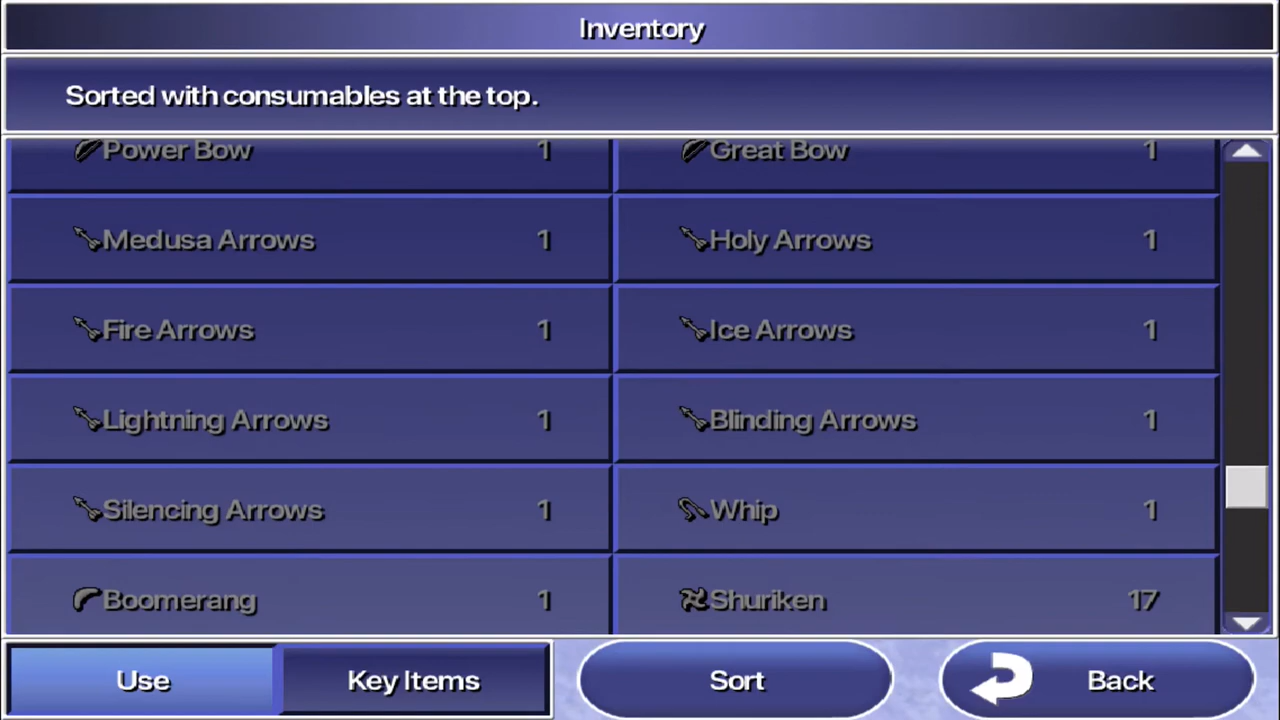 Inventory
Sorted with consumables at the top.
Power Bow 1 Great Bow 1
Medusa Arrows 1 Holy Arrows 1
Fire Arrows 1 Ice Arrows 1
Lightning Arrows 1 Blinding Arrows 1
Silencing Arrows 1 Whip 1
Boomerang 1 Shuriken 17
Use Key Items Sort Back